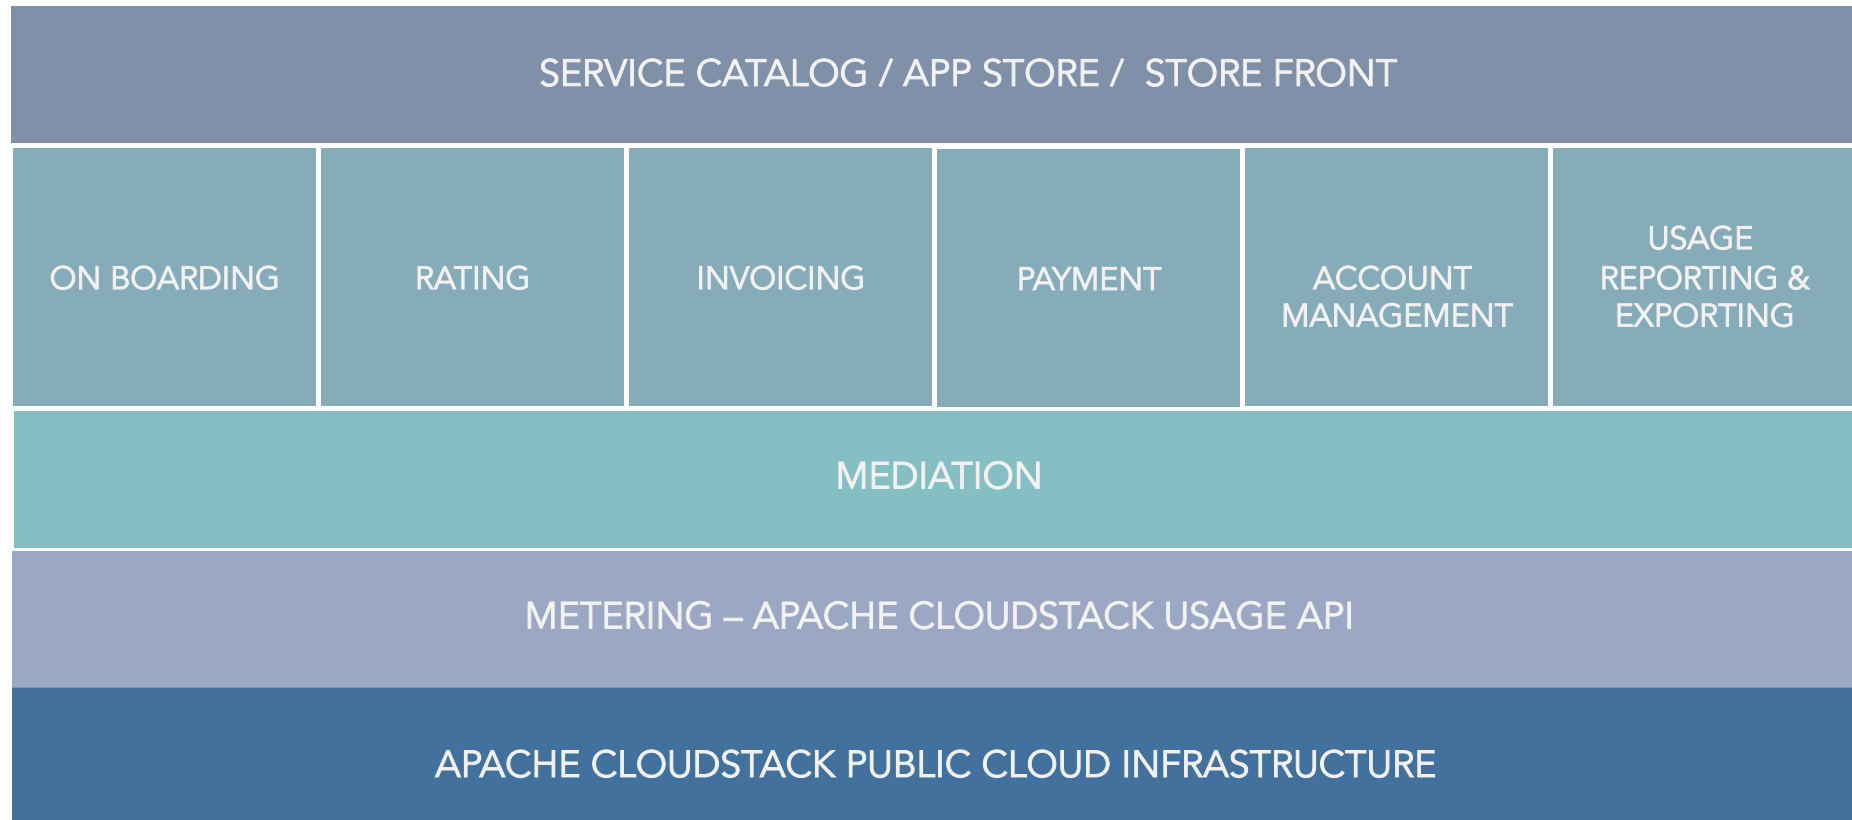 SERVICE CATALOG / APP STORE /  STORE FRONT
ON BOARDING
RATING
INVOICING
PAYMENT
ACCOUNT
MANAGEMENT
USAGE
REPORTING &
EXPORTING
MEDIATION
METERING – APACHE CLOUDSTACK USAGE API
APACHE CLOUDSTACK PUBLIC CLOUD INFRASTRUCTURE